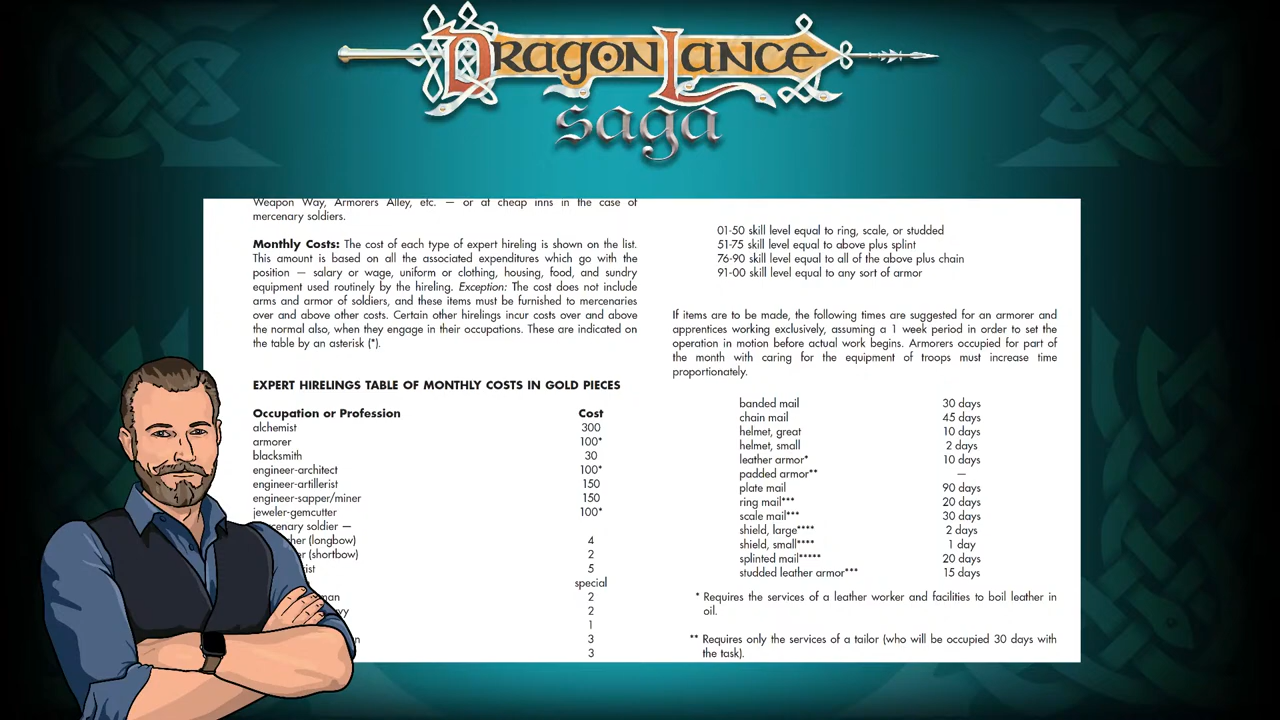 DragonLance
saga
Weapon Way, Armorers Alley, etc. — or at cheap inns in the case of
mercenary soldiers.
Monthly Costs: The cost of each type of expert hireling is shown on the list.
This amount is based on all the associated expenditures which go with the
position — salary or wage, uniform or clothing, housing, food, and sundry
equipment used routinely by the hireling. Exception: The cost does not include
arms and armor of soldiers, and these items must be furnished to mercenaries
over and above other costs. Certain other hirelings incur costs over and above
the normal also, when they engage in their occupations. These are indicated on
the table by an asterisk (*).
EXPERT HIRELINGS TABLE OF MONTHLY COSTS IN GOLD PIECES
Occupation or Profession Cost
alchemist 300
armorer 100*
blacksmith 30
engineer-architect 100*
engineer-artillerist 150
engineer-sapper/miner 150
jeweler-gemcutter 100*
soldier —
(longbow) 4
(shortbow) 2
5
special
2
2
1
3
3
01-50 skill level equal to ring, scale, or studded
51-75 skill level equal to above plus splint
76-90 skill level equal to all of the above plus chain
91-00 skill level equal to any sort of armor
If items are to be made, the following times are suggested for an armorer and
apprentices working exclusively, assuming a 1 week period in order to set the
operation in motion before actual work begins. Armorers occupied for part of
the month with caring for the equipment of troops must increase time
proportionately.
banded mail 30 days
chain mail 45 days
helmet, great 10 days
helmet, small 2 days
leather armor* 10 days
padded armor** —
plate mail 90 days
ring mail*** 20 days
scale mail*** 30 days
shield, large**** 2 days
shield, small**** 1 day
splinted mail***** 20 days
studded leather armor*** 15 days
* Requires the services of a leather worker and facilities to boil leather in
oil.
** Requires only the services of a tailor (who will be occupied 30 days with
the task).